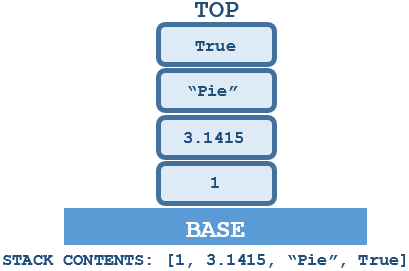 TOP
True
“Pie”
3.1415
1
BASE
STACK CONTENTS: [1, 3.1415, “Pie”, True]